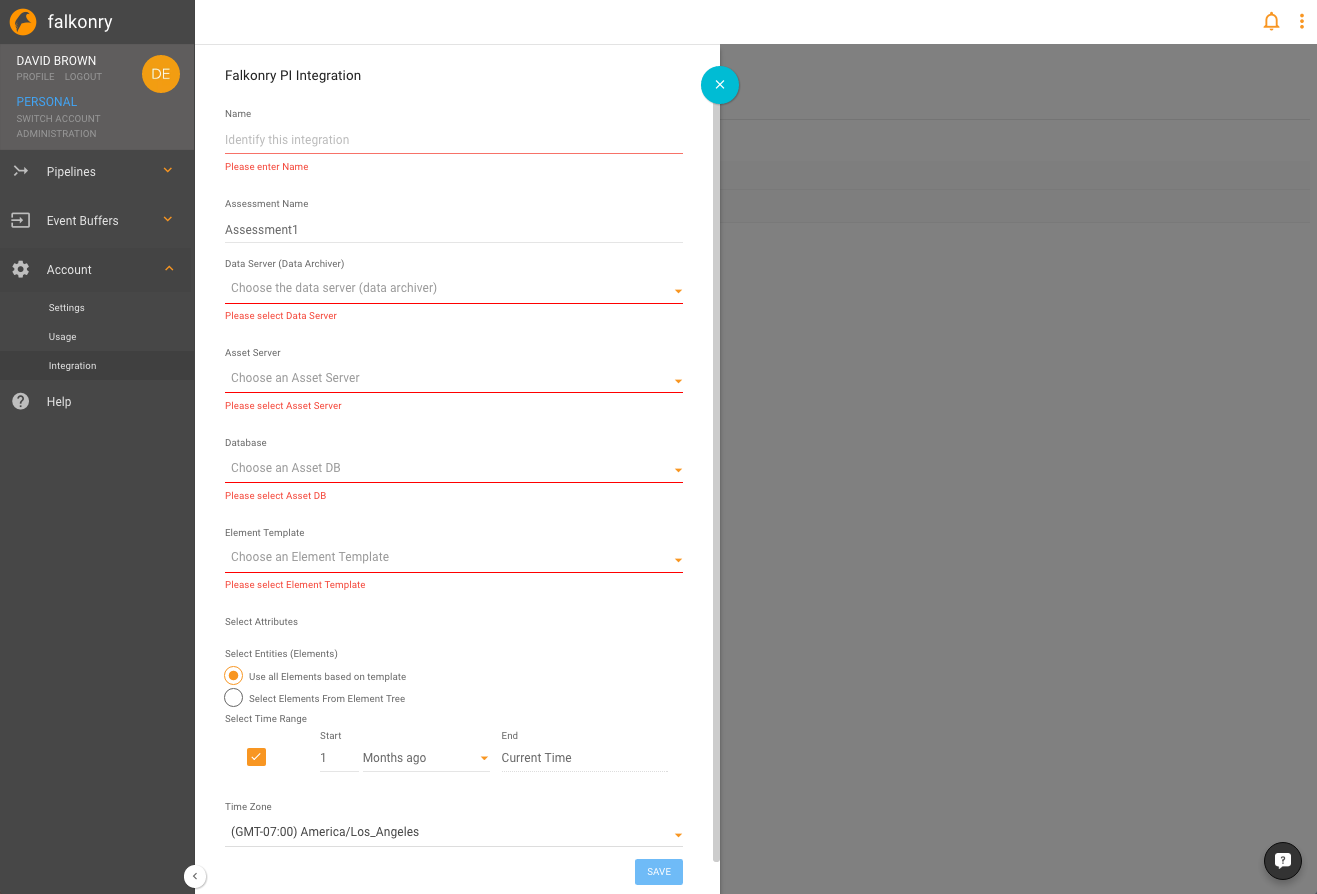 falkonry
DAVID BROWN
PROFILE LOGOUT
DE
PERSONAL
SWITCH ACCOUNT
ADMINISTRATION
Pipelines
Event Buffers
Account
Settings
Usage
Integration
Help
Falkonry PI Integration
Name
Identify this integration
Please enter Name
Assessment Name
Assessment1
Data Server (Data Archiver)
Choose the data server (data archiver)
Please select Data Server
Asset Server
Choose an Asset Server
Please select Asset Server
Database
Choose an Asset DB
Please select Asset DB
Element Template
Choose an Element Template
Please select Element Template
Select Attributes
Select Entities (Elements)
Use all Elements based on template
Select Elements From Element Tree
Select Time Range
Start End
1 Months ago Current Time
Time Zone
(GMT-07:00) America/Los_Angeles
SAVE
?